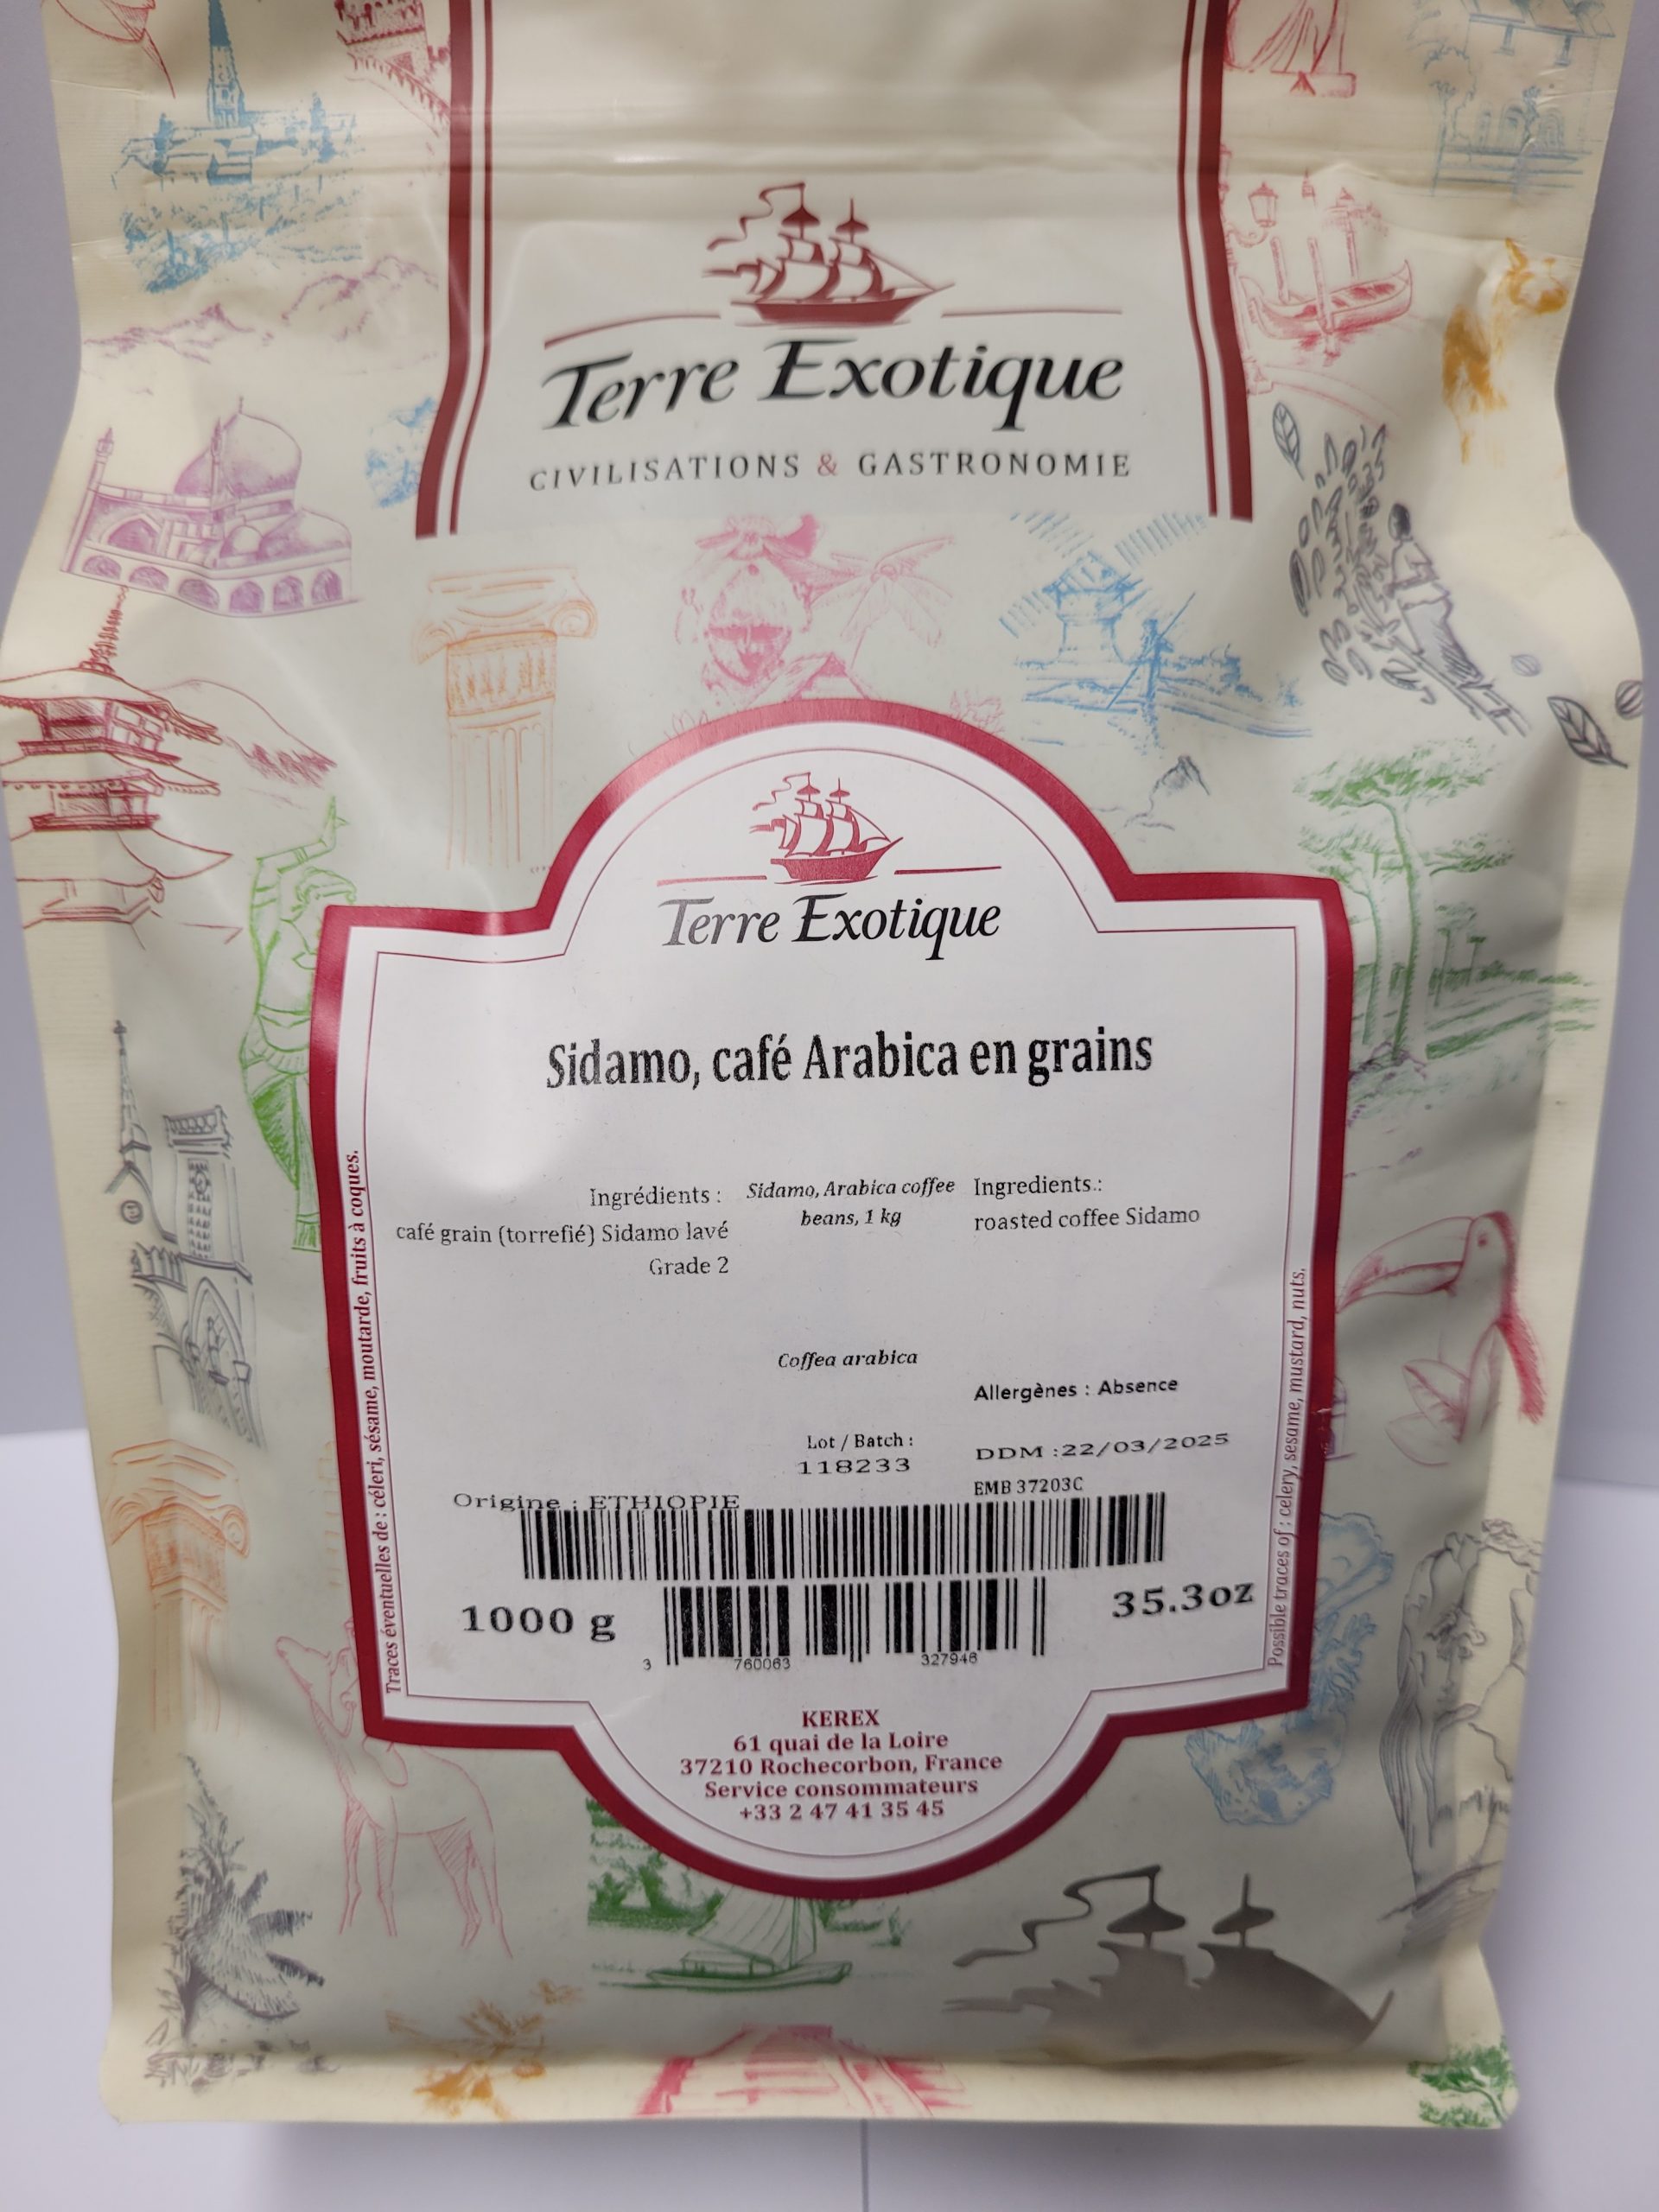 Terre Exotique
CIVILISATIONS & GASTRONOMIE
Terre Exotique
Sidamo, café Arabica en grains
Ingrédients :
café grain (torrefié) Sidamo lavé
Grade 2
Sidamo, Arabica coffee
beans, 1 kg
Ingredients.:
roasted coffee Sidamo
Coffea arabica
Allergènes : Absence
Lot / Batch :
118233
DDM :22/03/2025
EMB 37203C
Origine : ETHIOPIE
1000 g
35.3oz
3 760063 327946
KEREX
61 quai de la Loire
37210 Rochecorbon, France
Service consommateurs
+33 2 47 41 35 45
Traces éventuelles de : céleri, sésame, moutarde, fruits à coques.
Possible traces of : celery, sesame, mustard, nuts.